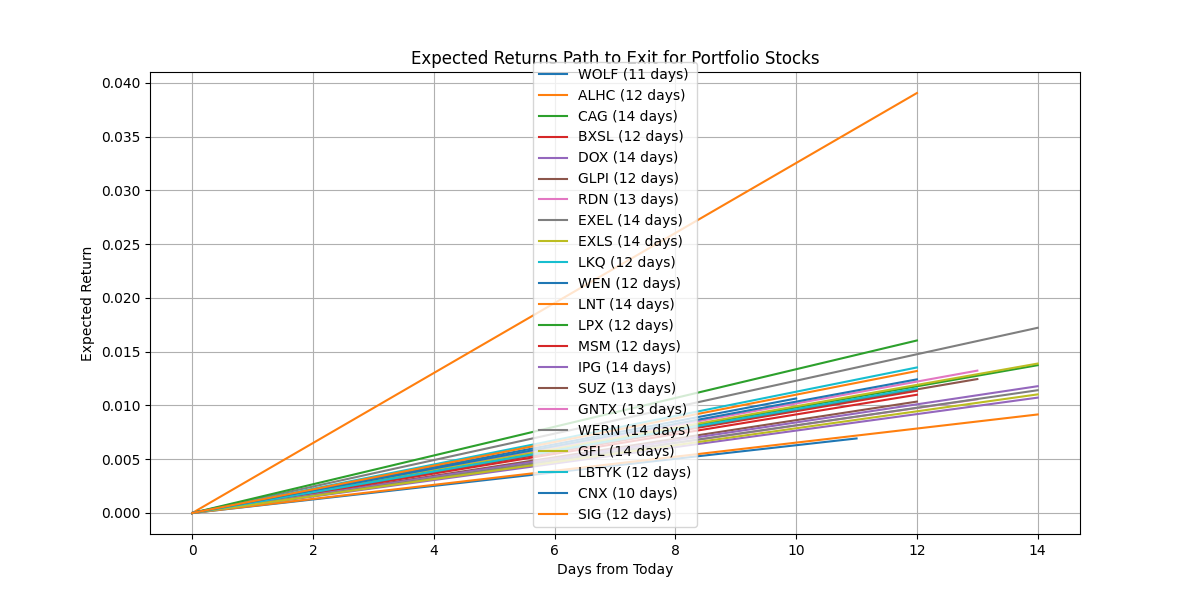 Expected Returns Path to Exit for Portfolio Stocks
Expected Return
0.040
0.035
0.030
0.025
0.020
0.015
0.010
0.005
0.000
WOLF (11 days)
ALHC (12 days)
CAG (14 days)
BXSL (12 days)
DOX (14 days)
GLPI (12 days)
RDN (13 days)
EXEL (14 days)
EXLS (14 days)
LKQ (12 days)
WEN (12 days)
LNT (14 days)
LPX (12 days)
MSM (12 days)
IPG (14 days)
SUZ (13 days)
GNTX (13 days)
WERN (14 days)
GFL (14 days)
LBTYK (12 days)
CNX (10 days)
SIG (12 days)
0 2 4 6 8 10 12 14
Days from Today